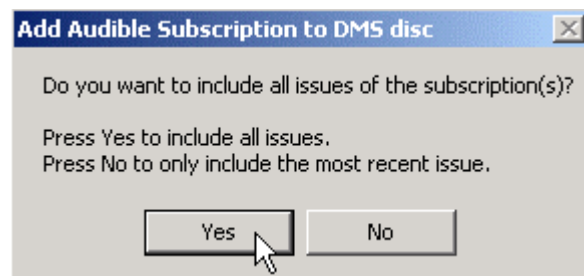 Add Audible Subscription to DMS disc
Do you want to include all issues of the subscription(s)?
Press Yes to include all issues.
Press No to only include the most recent issue.
Yes
No